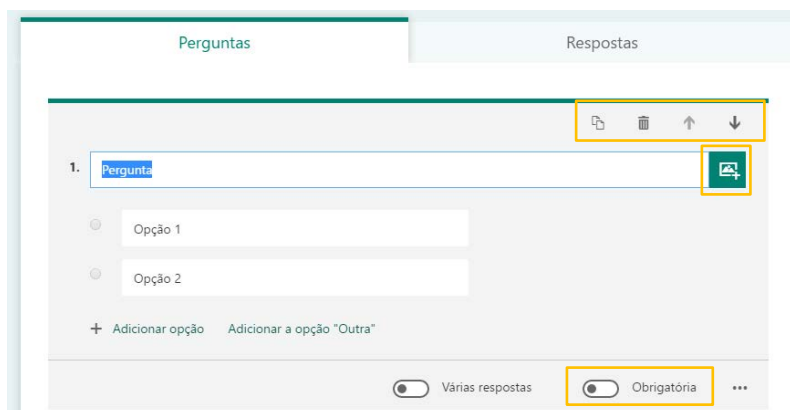 Perguntas Respostas
1. Pergunta
Opção 1
Opção 2
+ Adicionar opção Adicionar a opção "Outra"
Várias respostas Obrigatória ...